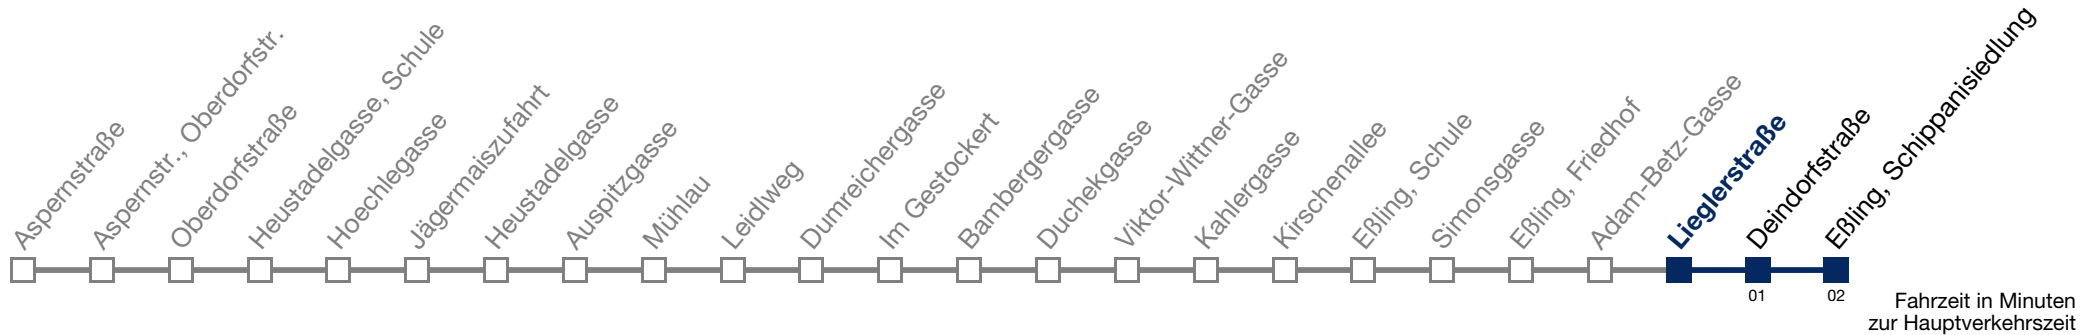 Aspernstraße
Aspernstr., Oberdorfstr.
Oberdorfstraße
Heustadelgasse, Schule
Hoechlegasse
Jägermaiszufahrt
Heustadelgasse
Auspitzgasse
Mühlau
Leidlweg
Dumreichergasse
Im Gestockert
Bambergergasse
Duchekgasse
Viktor-Wittner-Gasse
Kahlergasse
Kirschenallee
Eßling, Schule
Simonsgasse
Eßling, Friedhof
Adam-Betz-Gasse
Lieglerstraße
Deindorfstraße
Eßling, Schippanisiedlung
01
02
Fahrzeit in Minuten
zur Hauptverkehrszeit